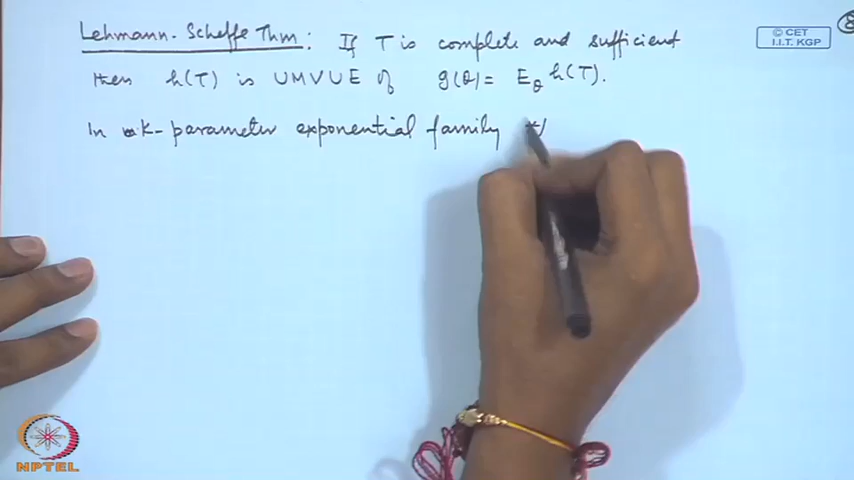 Lehmann-Scheffe Thm: If T is complete and sufficient
© CET
I.I.T. KGP
then h(T) is UMVUE of g(θ) = E_θ h(T).
In k-parameter exponential family
NPTEL